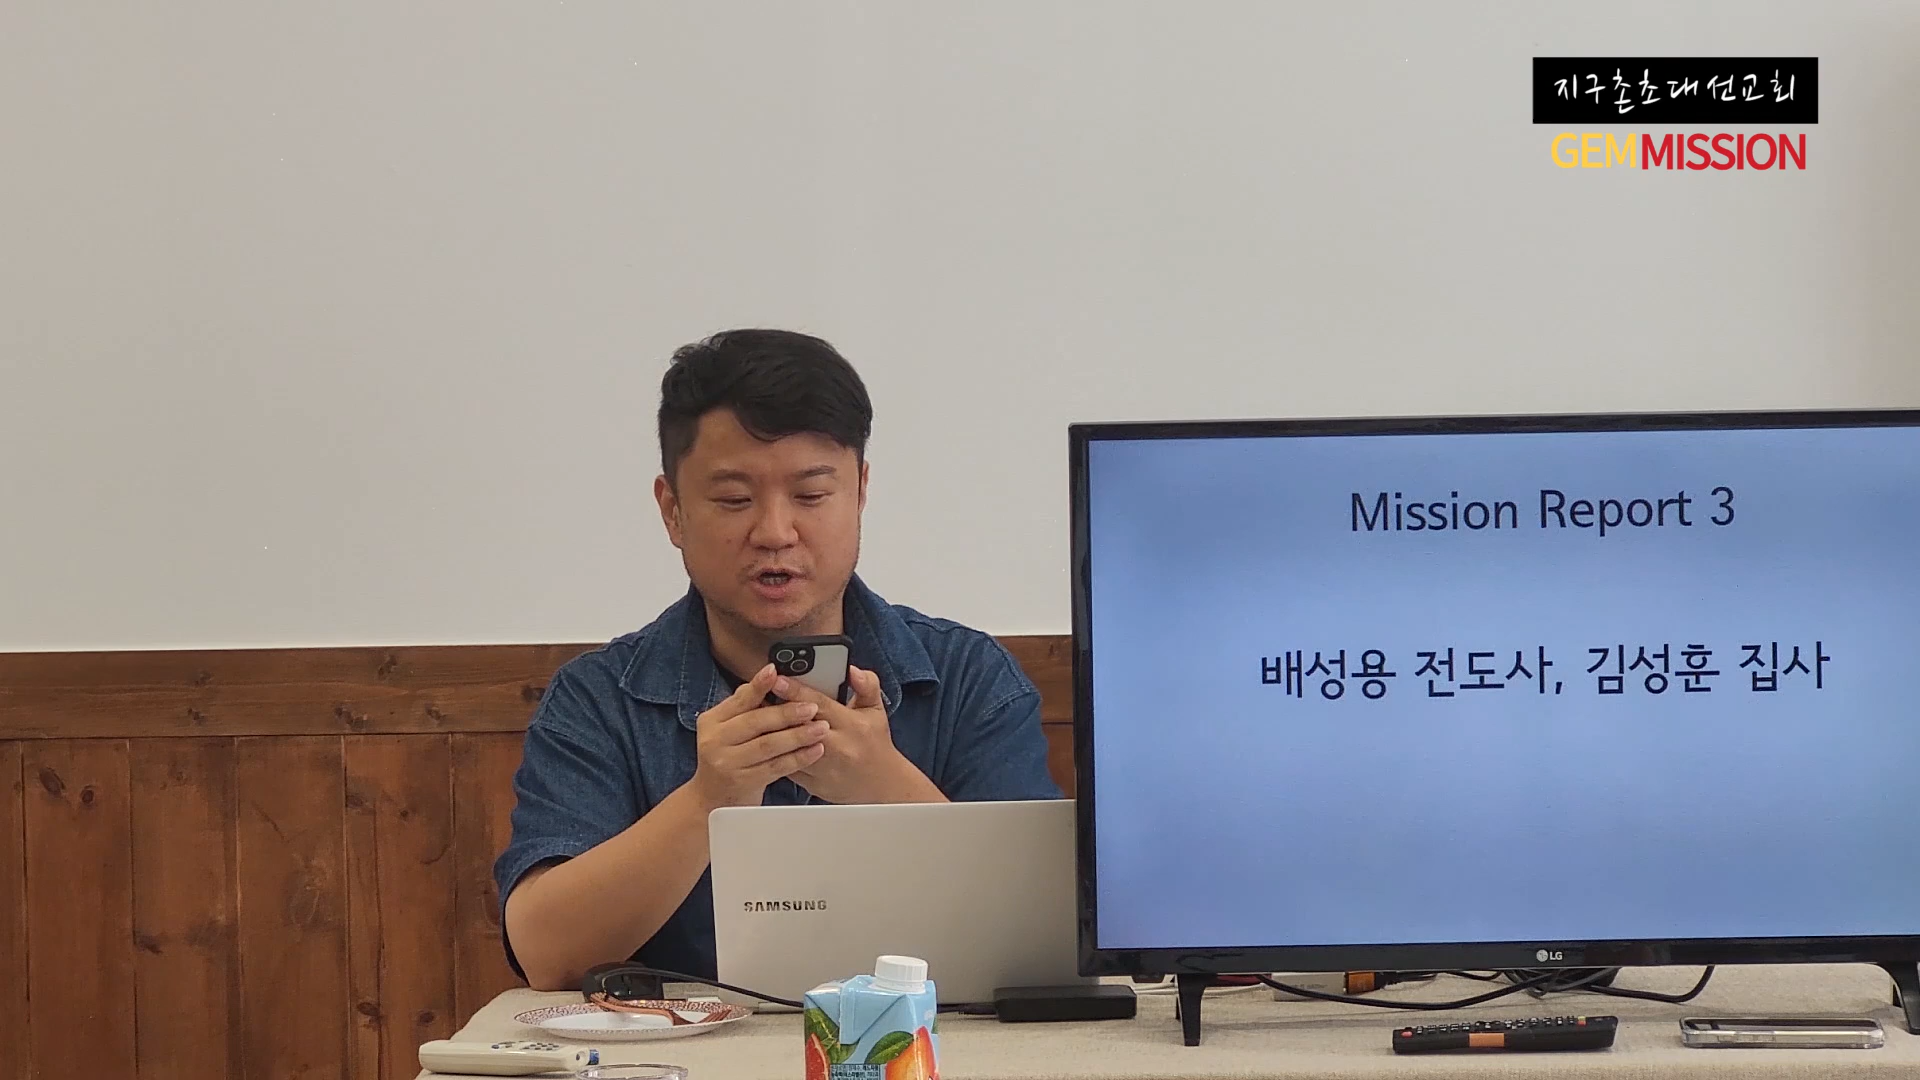 지구촌초대선교회
GEMMISSION
Mission Report 3
배성용 전도사, 김성훈 집사
SAMSUNG
LG